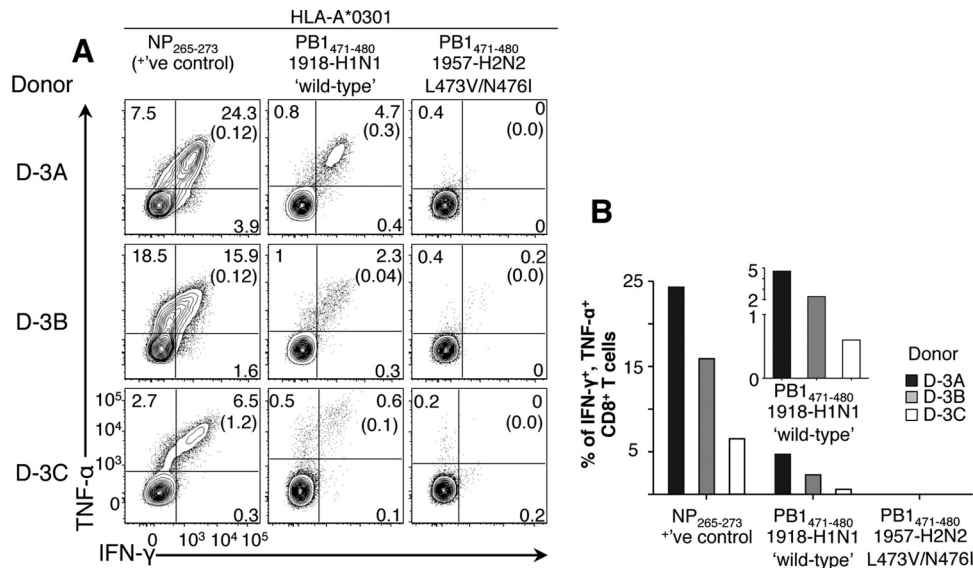 HLA-A*0301
A
NP265-273
(+'ve control)
PB1471-480
1918-H1N1
'wild-type'
PB1471-480
1957-H2N2
L473V/N476I
Donor
D-3A
7.5 24.3
(0.12)
3.9
0.8 4.7
(0.3)
0.4
0.4 0
(0.0)
0
D-3B
18.5 15.9
(0.12)
1.6
1 2.3
(0.04)
0.3
0.4 0.2
(0.0)
0
D-3C
2.7 6.5
(1.2)
0.3
0.5 0.6
(0.1)
0.1
0.2 0
(0.0)
0.2
10⁵
10⁴
10³
0
TNF-α
0 10³ 10⁴ 10⁵
IFN-γ
B
% of IFN-γ⁺, TNF-α⁺
CD8⁺ T cells
25
15
5
5
2
1
0
PB1471-480
1918-H1N1
'wild-type'
Donor
D-3A
D-3B
D-3C
NP265-273
+'ve control
PB1471-480
1918-H1N1
'wild-type'
PB1471-480
1957-H2N2
L473V/N476I